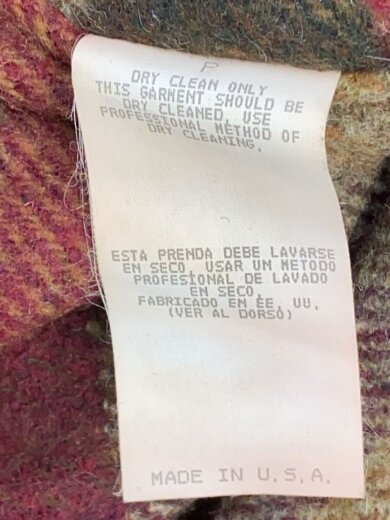 P
DRY CLEAN ONLY
THIS GARMENT SHOULD BE
DRY CLEANED, USE
PROFESSIONAL METHOD OF
DRY CLEANING.
ESTA PRENDA DEBE LAVARSE
EN SECO, USAR UN METODO
PROFESIONAL DE LAVADO
EN SECO.
FABRICADO EN EE. UU.
(VER AL DORSO)
MADE IN U.S.A.